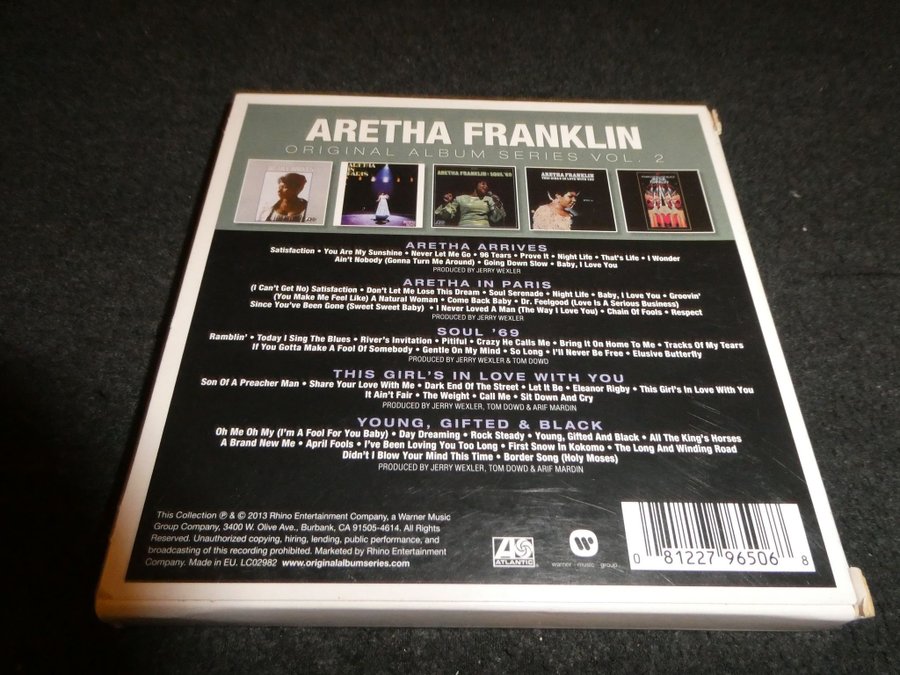 ARETHA FRANKLIN
ORIGINAL ALBUM SERIES VOL. 2
ARETHA IN PARIS
ARETHA FRANKLIN: SOUL '69
ARETHA FRANKLIN
THIS GIRL'S IN LOVE WITH YOU
ARETHA ARRIVES
Satisfaction • You Are My Sunshine • Never Let Me Go • 96 Tears • Prove It • Night Life • That's Life • I Wonder
Ain't Nobody (Gonna Turn Me Around) • Going Down Slow • Baby, I Love You
PRODUCED BY JERRY WEXLER
ARETHA IN PARIS
(I Can't Get No) Satisfaction • Don't Let Me Lose This Dream • Soul Serenade • Night Life • Baby, I Love You • Groovin'
(You Make Me Feel Like) A Natural Woman • Come Back Baby • Dr. Feelgood (Love Is A Serious Business)
Since You've Been Gone (Sweet Sweet Baby) • I Never Loved A Man (The Way I Love You) • Chain Of Fools • Respect
PRODUCED BY JERRY WEXLER
SOUL '69
Ramblin' • Today I Sing The Blues • River's Invitation • Pitiful • Crazy He Calls Me • Bring It On Home To Me • Tracks Of My Tears
If You Gotta Make A Fool Of Somebody • Gentle On My Mind • So Long • I'll Never Be Free • Elusive Butterfly
PRODUCED BY JERRY WEXLER & TOM DOWD
THIS GIRL'S IN LOVE WITH YOU
Son Of A Preacher Man • Share Your Love With Me • Dark End Of The Street • Let It Be • Eleanor Rigby • This Girl's In Love With You
It Ain't Fair • The Weight • Call Me • Sit Down And Cry
PRODUCED BY JERRY WEXLER, TOM DOWD & ARIF MARDIN
YOUNG, GIFTED & BLACK
Oh Me Oh My (I'm A Fool For You Baby) • Day Dreaming • Rock Steady • Young, Gifted And Black • All The King's Horses
A Brand New Me • April Fools • I've Been Loving You Too Long • First Snow In Kokomo • The Long And Winding Road
Didn't I Blow Your Mind This Time • Border Song (Holy Moses)
PRODUCED BY JERRY WEXLER, TOM DOWD & ARIF MARDIN
This Collection ℗ & © 2013 Rhino Entertainment Company, a Warner Music
Group Company, 3400 W. Olive Ave., Burbank, CA 91505-4614. All Rights
Reserved. Unauthorized copying, hiring, lending, public performance, and
broadcasting of this recording prohibited. Marketed by Rhino Entertainment
Company. Made in EU. LC02982 www.originalalbumseries.com
ATLANTIC
warner · music · group
0 81227 96506 8